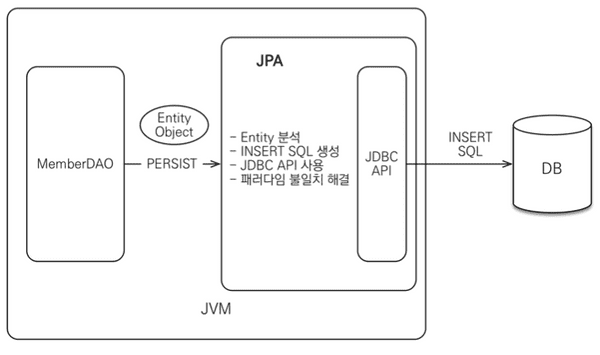 JPA
Entity
Object
MemberDAO
PERSIST
- Entity 분석
- INSERT SQL 생성
- JDBC API 사용
- 패러다임 불일치 해결
JDBC
API
INSERT
SQL
DB
JVM